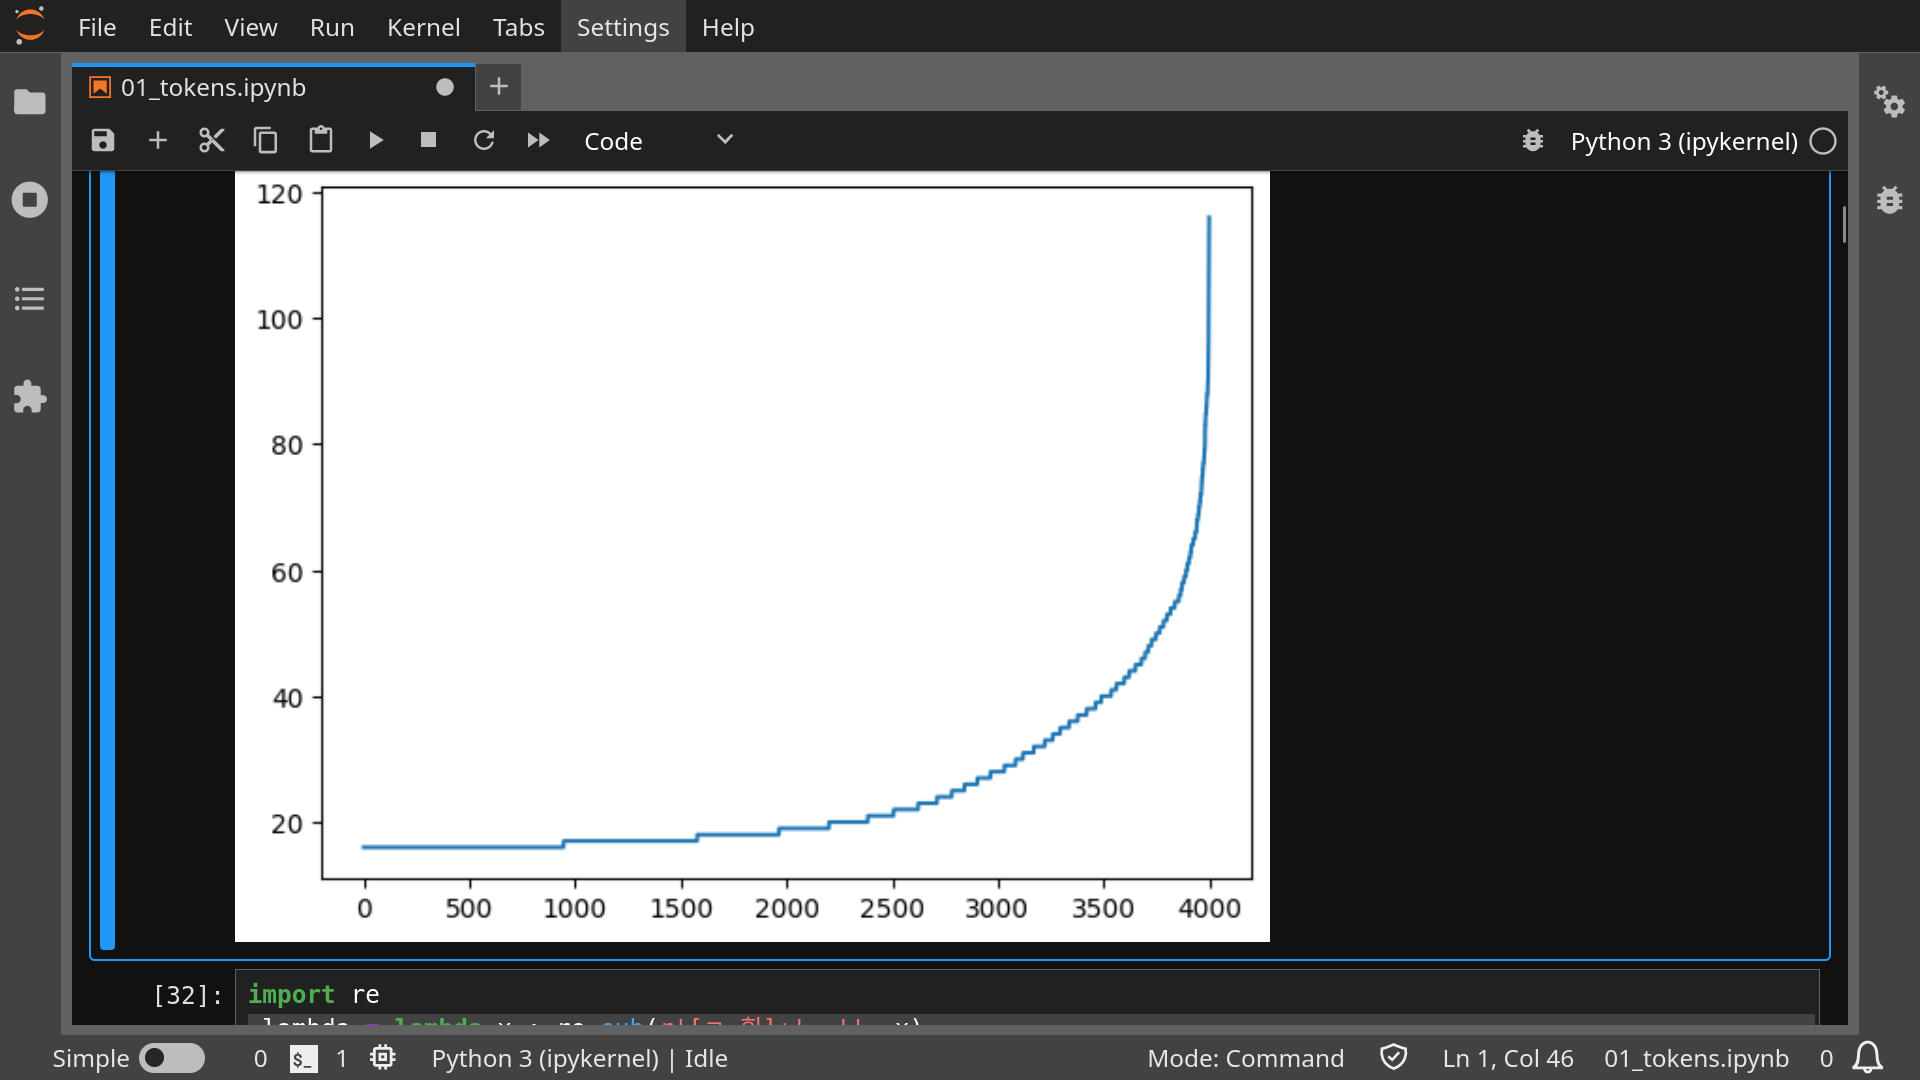 File Edit View Run Kernel Tabs Settings Help
01_tokens.ipynb
Code
Python 3 (ipykernel)
120
100
80
60
40
20
0 500 1000 1500 2000 2500 3000 3500 4000
[32]:
import re
Simple 0 $_ 1 Python 3 (ipykernel) | Idle Mode: Command Ln 1, Col 46 01_tokens.ipynb 0